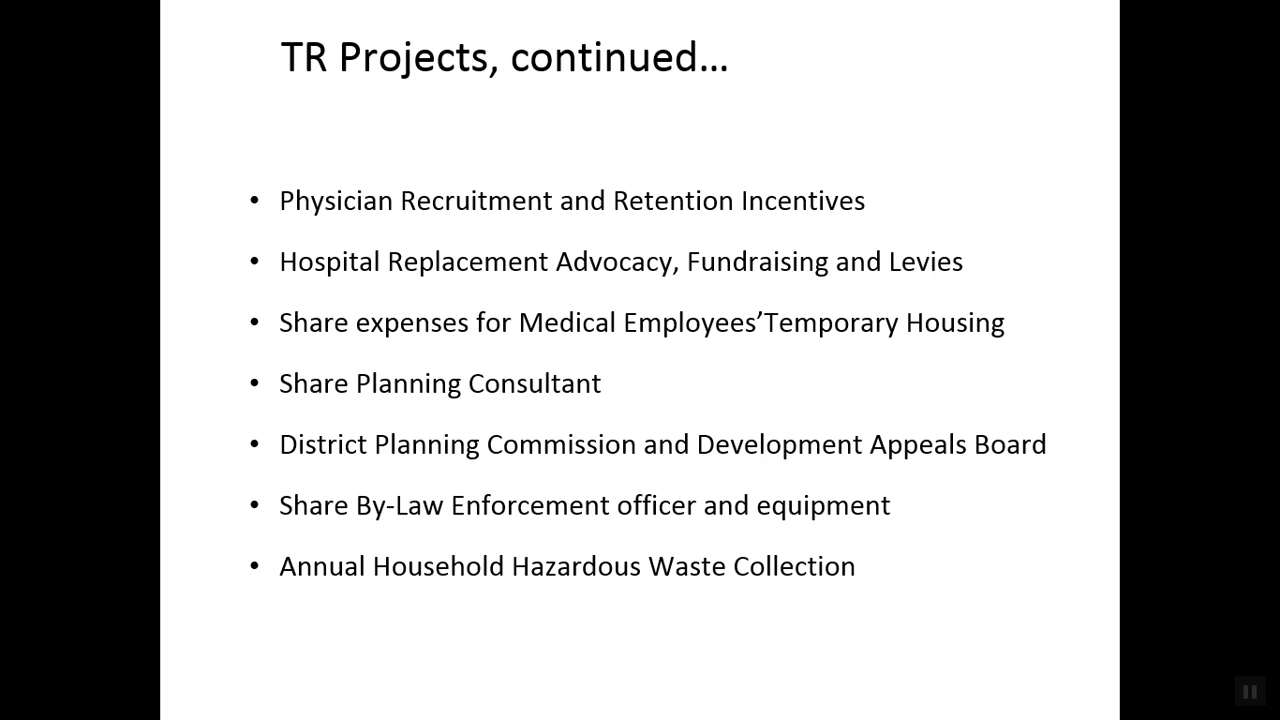 TR Projects, continued…
• Physician Recruitment and Retention Incentives
• Hospital Replacement Advocacy, Fundraising and Levies
• Share expenses for Medical Employees’Temporary Housing
• Share Planning Consultant
• District Planning Commission and Development Appeals Board
• Share By-Law Enforcement officer and equipment
• Annual Household Hazardous Waste Collection